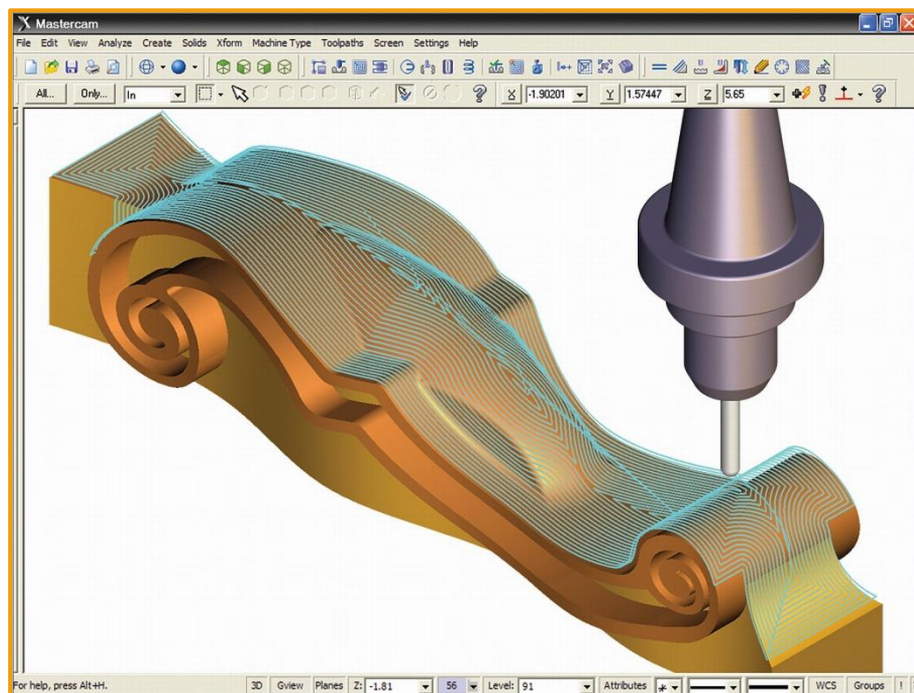 Mastercam
File Edit View Analyze Create Solids Xform Machine Type Toolpaths Screen Settings Help
All... Only... In X -1.90201 Y 1.57447 Z 5.65
For help, press Alt+H. 3D Gview Planes Z: -1.81 56 Level: 91 Attributes WCS Groups !